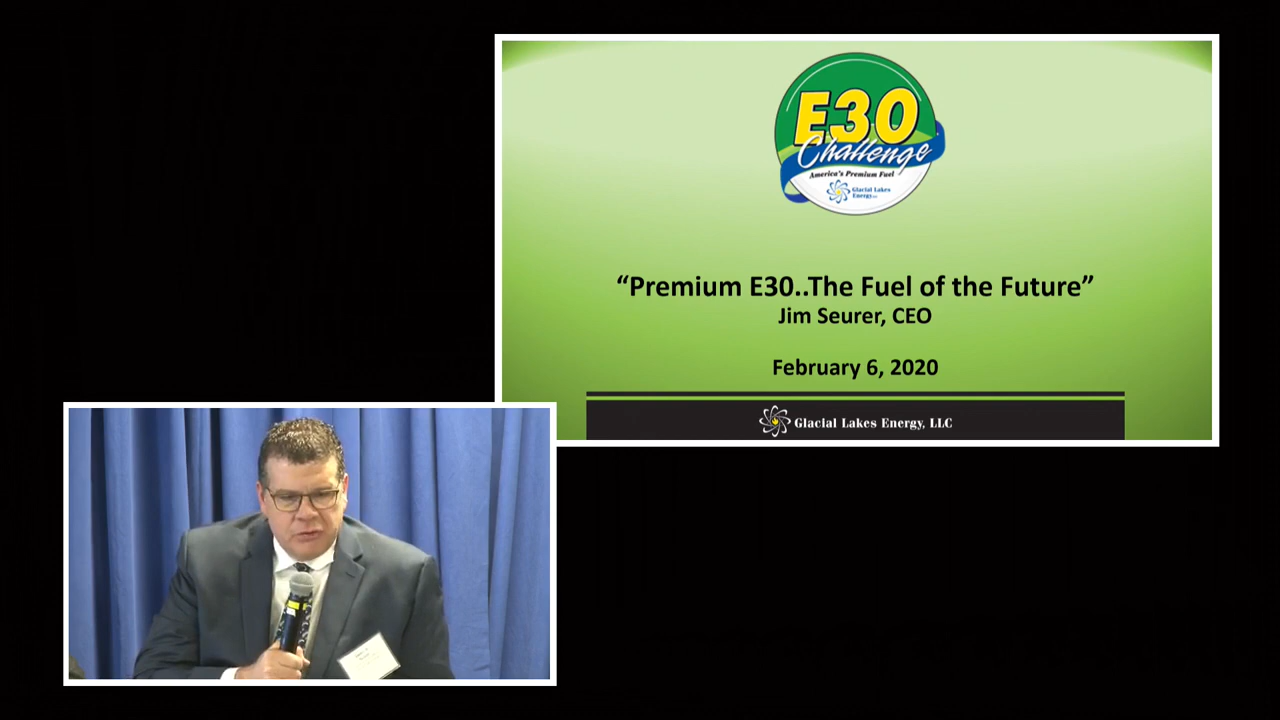 E30
Challenge
America's Premium Fuel
Glacial Lakes
Energy, LLC
“Premium E30..The Fuel of the Future”
Jim Seurer, CEO
February 6, 2020
Glacial Lakes Energy, LLC